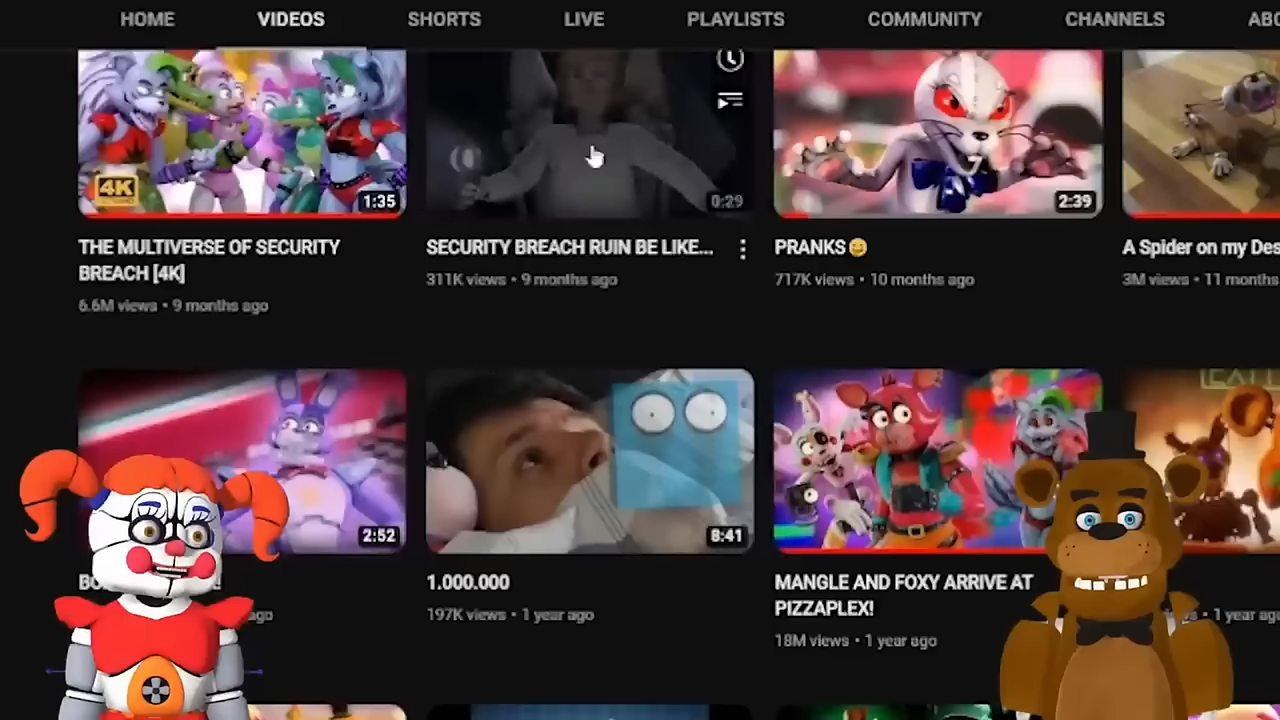 HOME VIDEOS SHORTS LIVE PLAYLISTS COMMUNITY CHANNELS
4K
1:35
0:29
2:39
THE MULTIVERSE OF SECURITY
BREACH [4K]
6.6M views • 9 months ago
SECURITY BREACH RUIN BE LIKE...
311K views • 9 months ago
PRANKS😄
717K views • 10 months ago
A Spider on my
3M views • 11 months
2:52
8:41
1.000.000
197K views • 1 year ago
MANGLE AND FOXY ARRIVE AT
PIZZAPLEX!
18M views • 1 year ago
ago
1 year